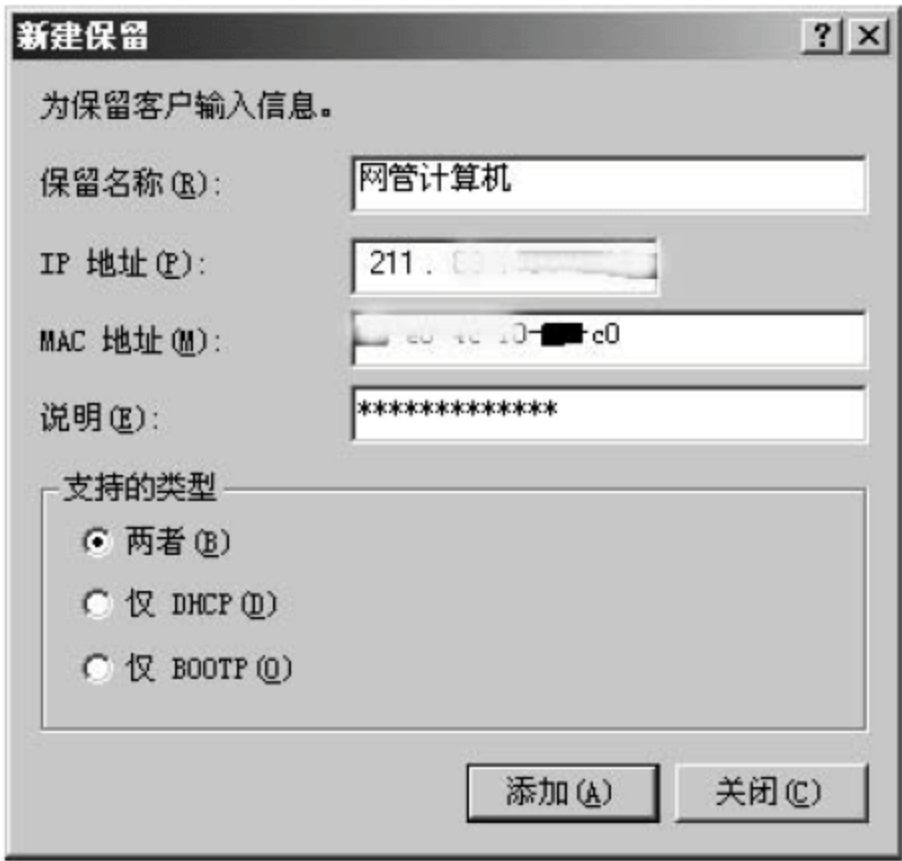 新建保留
为保留客户输入信息。
保留名称(R): 网管计算机
IP 地址(P): 211 .
MAC 地址(M): c0
说明(E): *************
支持的类型
两者(B)
仅 DHCP(D)
仅 BOOTP(O)
添加(A) 关闭(C)